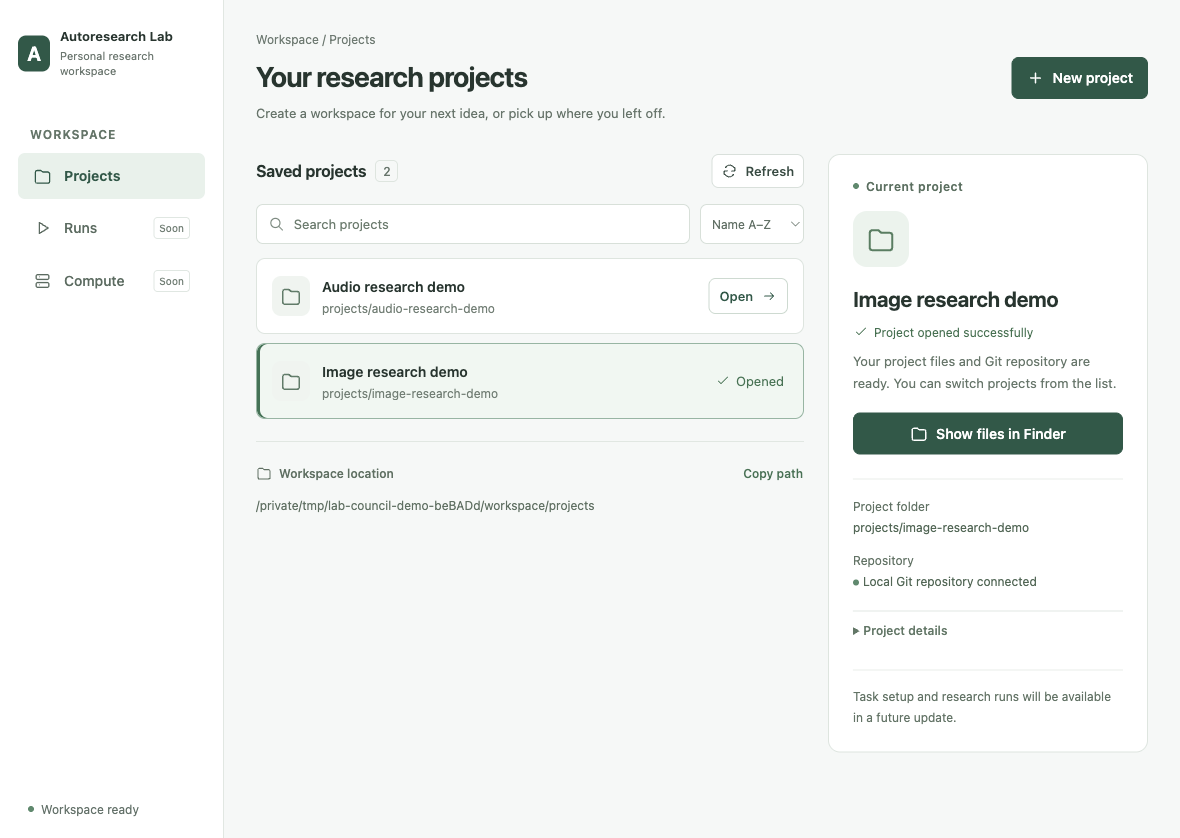 A
Autoresearch Lab
Personal research
workspace
WORKSPACE
Projects
Runs
Soon
Compute
Soon
Workspace ready
Workspace / Projects
Your research projects
Create a workspace for your next idea, or pick up where you left off.
New project
Saved projects 2
Refresh
Search projects
Name A–Z
Audio research demo
projects/audio-research-demo
Open
Image research demo
projects/image-research-demo
Opened
Workspace location
Copy path
/private/tmp/lab-council-demo-beBADd/workspace/projects
Current project
Image research demo
Project opened successfully
Your project files and Git repository are
ready. You can switch projects from the list.
Show files in Finder
Project folder
projects/image-research-demo
Repository
Local Git repository connected
Project details
Task setup and research runs will be available
in a future update.